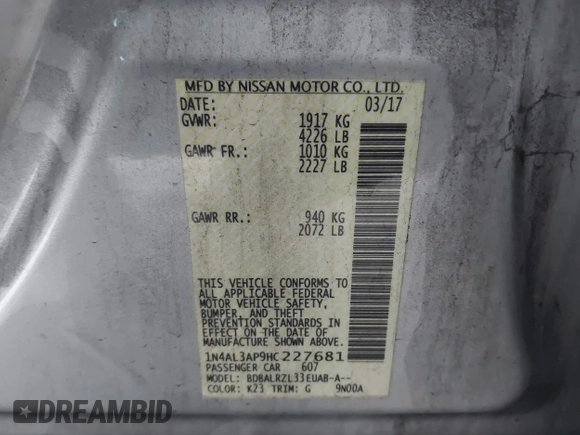 MFD BY NISSAN MOTOR CO., LTD.
DATE: 03/17
GVWR: 1917 KG
4226 LB
GAWR FR.: 1010 KG
2227 LB
GAWR RR.: 940 KG
2072 LB
THIS VEHICLE CONFORMS TO
ALL APPLICABLE FEDERAL
MOTOR VEHICLE SAFETY,
BUMPER, AND THEFT
PREVENTION STANDARDS IN
EFFECT ON THE DATE OF
MANUFACTURE SHOWN ABOVE.
1N4AL3AP9HC227681
PASSENGER CAR 607
MODEL: BDBALRZL33EUAB-A--
COLOR: K23 TRIM: G 9N00A
DREAMBID